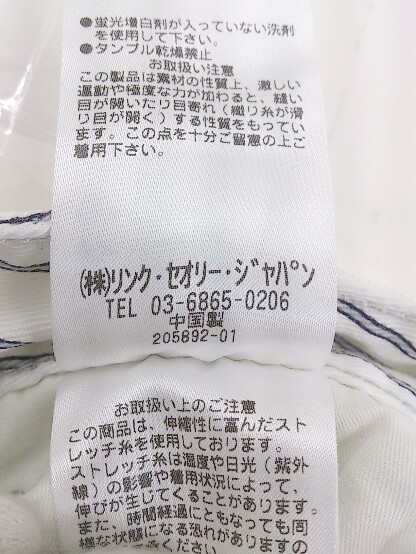 ●蛍光増白剤が入っていない洗剤
を使用して下さい。
●タンブル乾燥禁止
お取扱い注意
この製品は素材の性質上、激しい
運動や極度な力が加わると、縫い
目が開いたり目寄れ(織り糸が滑
り目が開く)する性質をもってい
ます。この点を十分ご留意の上ご
着用下さい。
(株)リンク・セオリー・ジャパン
TEL 03-6865-0206
中国製
205892-01
お取扱い上のご注意
この商品は、伸縮性に富んだスト
レッチ糸を使用しております。
ストレッチ糸は温度や日光(紫外
線)の影響や着用状況によって、
伸びが生じてくることがあります。
また、時間経過にともなっても同
様な状態になる恐れがありますの
ください